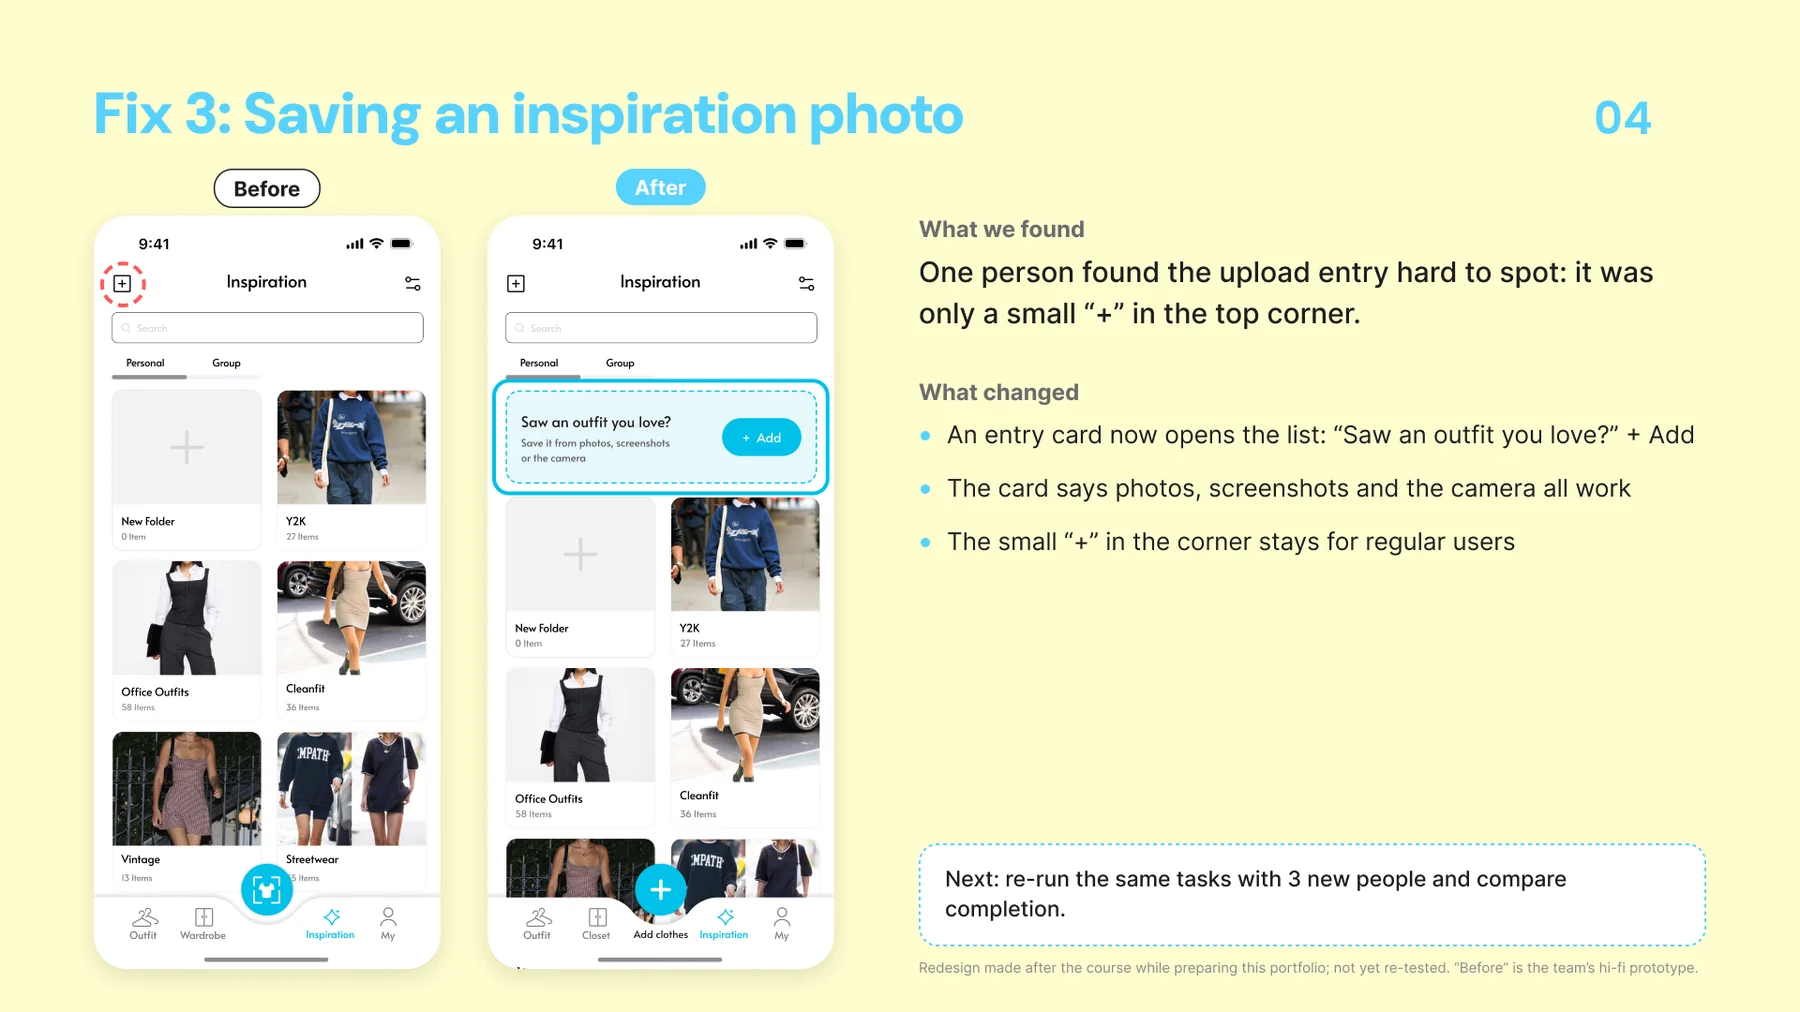 Fix 3: Saving an inspiration photo
04
Before
After
9:41
Inspiration
Search
Personal
Group
New Folder
0 Item
Y2K
27 Items
Office Outfits
58 Items
Cleanfit
36 Items
EMPATH
Vintage
13 Items
Streetwear
5 Items
Outfit
Wardrobe
Inspiration
My
9:41
Inspiration
Search
Personal
Group
Saw an outfit you love?
Save it from photos, screenshots
or the camera
+ Add
New Folder
0 Item
Y2K
27 Items
Office Outfits
58 Items
Cleanfit
36 Items
EMPATH
Outfit
Closet
Add clothes
Inspiration
My
What we found
One person found the upload entry hard to spot: it was
only a small “+” in the top corner.
What changed
An entry card now opens the list: “Saw an outfit you love?” + Add
The card says photos, screenshots and the camera all work
The small “+” in the corner stays for regular users
Next: re-run the same tasks with 3 new people and compare
completion.
Redesign made after the course while preparing this portfolio; not yet re-tested. “Before” is the team’s hi-fi prototype.